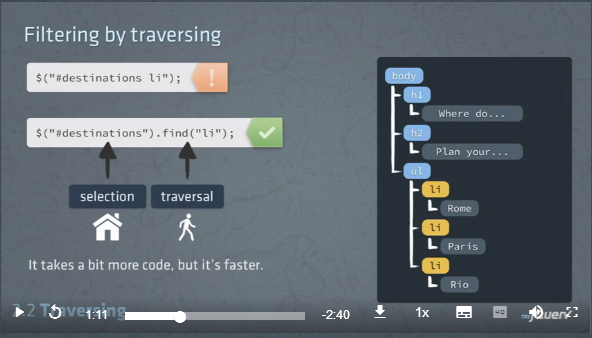 Filtering by traversing
$("#destinations li");
!
$("#destinations").find("li");
selection
traversal
It takes a bit more code, but it's faster.
body
h1
Where do...
h2
Plan your...
ul
li
Rome
li
Paris
li
Rio
2.2 Traversing
1:11
-2:40
1x